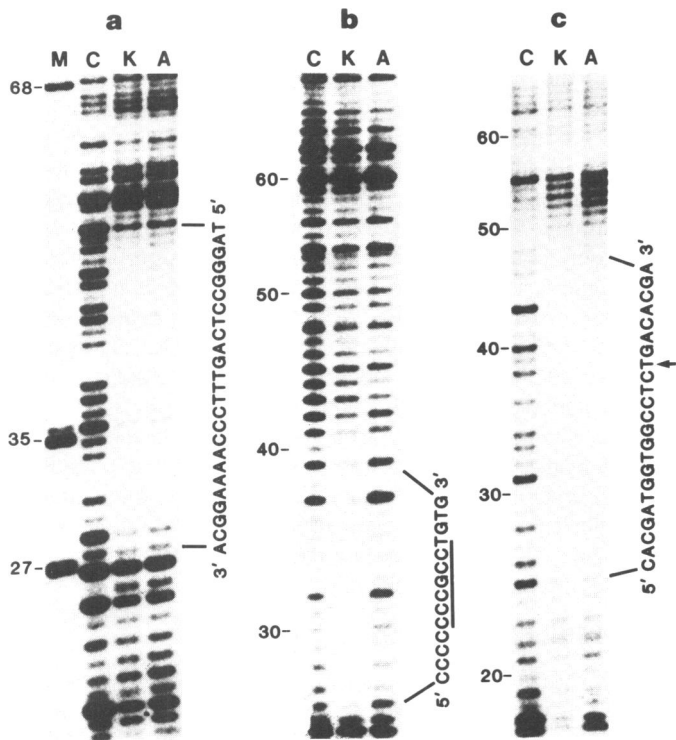 a b c
M C K A
C K A
C K A
68-
35-
27-
3' ACGGAAAACCCTTTGACTCCGGGAT 5'
60-
50-
40-
30-
5' CCCCCCCCGCCTGTG 3'
60-
50-
40-
30-
20-
5' CACGATGGTGGCCTCTGACACGA 3'